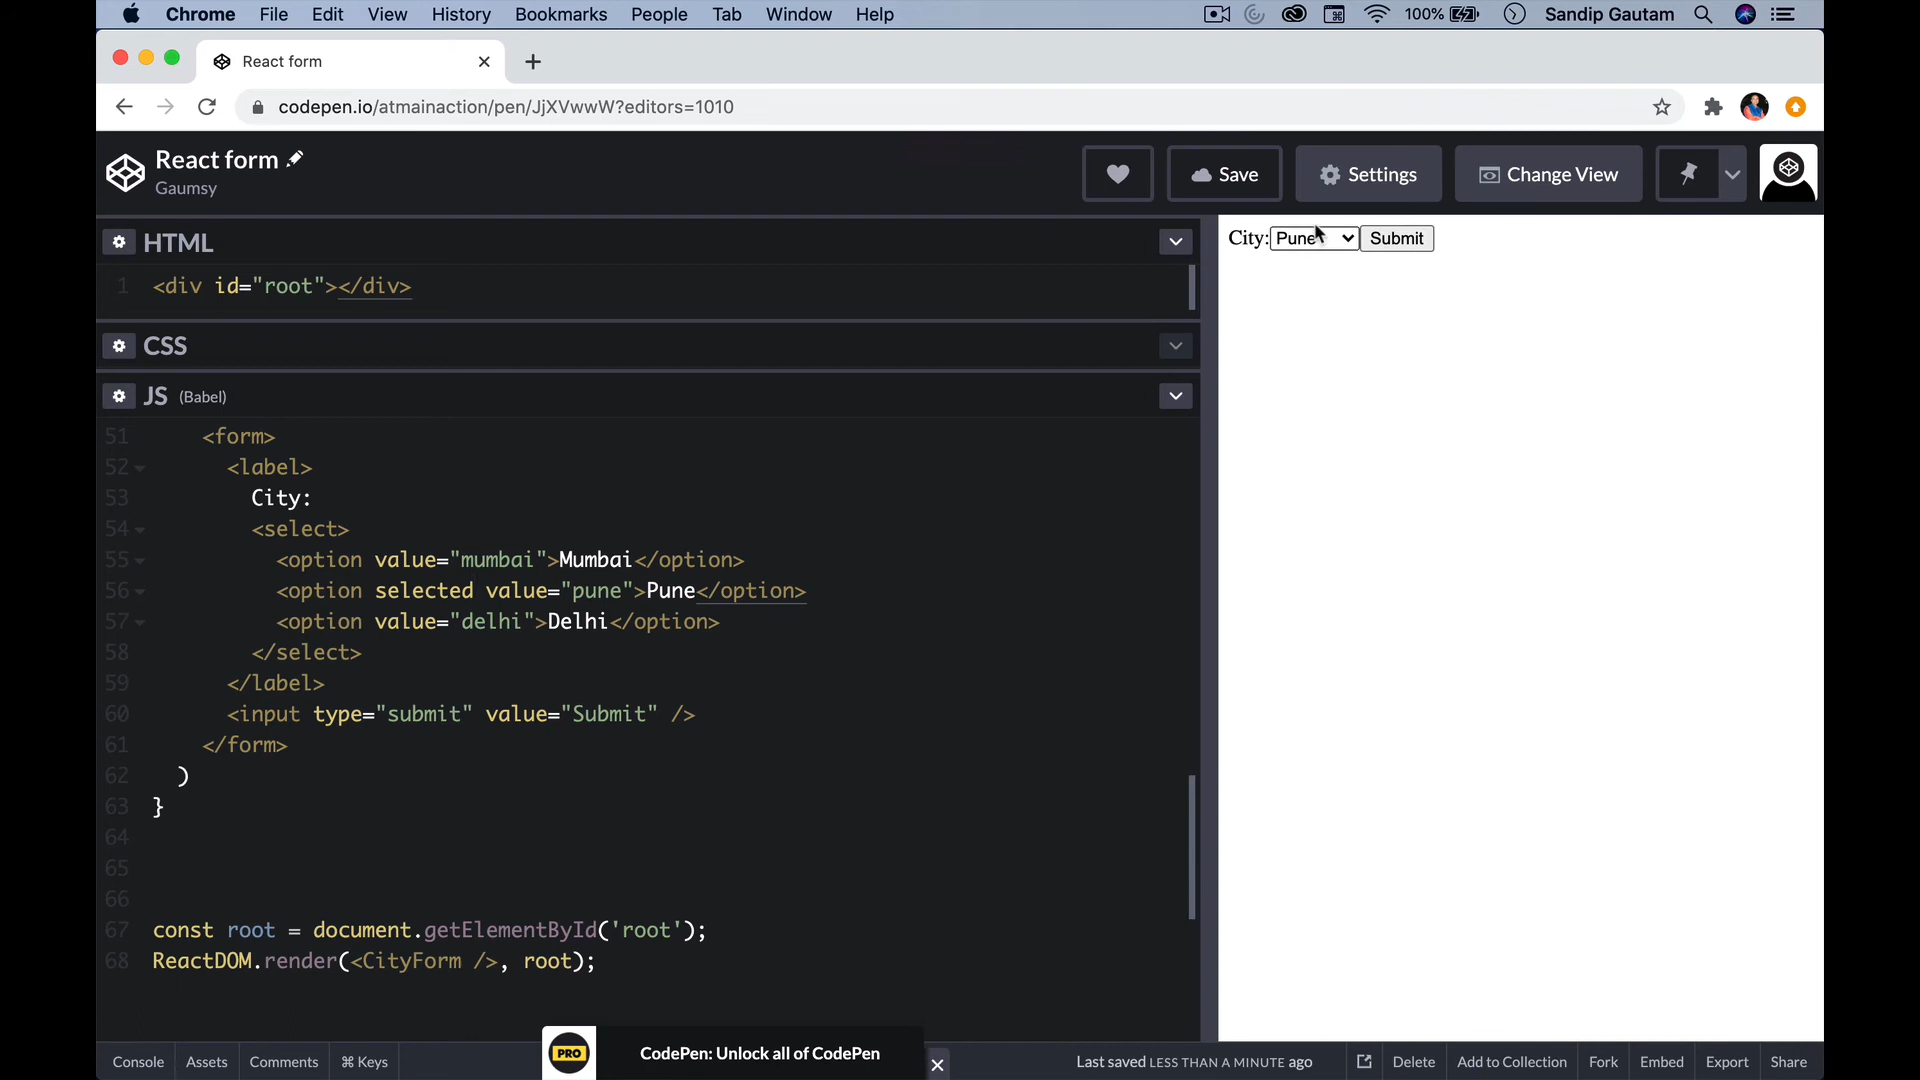 Chrome File Edit View History Bookmarks People Tab Window Help 100% Sandip Gautam
React form
codepen.io/atmainaction/pen/JjXVwwW?editors=1010
React form
Gaumsy
Save Settings Change View
HTML
1 <div id="root"></div>
CSS
JS (Babel)
51 <form>
52 <label>
53 City:
54 <select>
55 <option value="mumbai">Mumbai</option>
56 <option selected value="pune">Pune</option>
57 <option value="delhi">Delhi</option>
58 </select>
59 </label>
60 <input type="submit" value="Submit" />
61 </form>
62 )
63 }
64
65
66
67 const root = document.getElementById('root');
68 ReactDOM.render(<CityForm />, root);
City: Pune Submit
PRO CodePen: Unlock all of CodePen
Console Assets Comments ⌘ Keys Last saved LESS THAN A MINUTE ago Delete Add to Collection Fork Embed Export Share